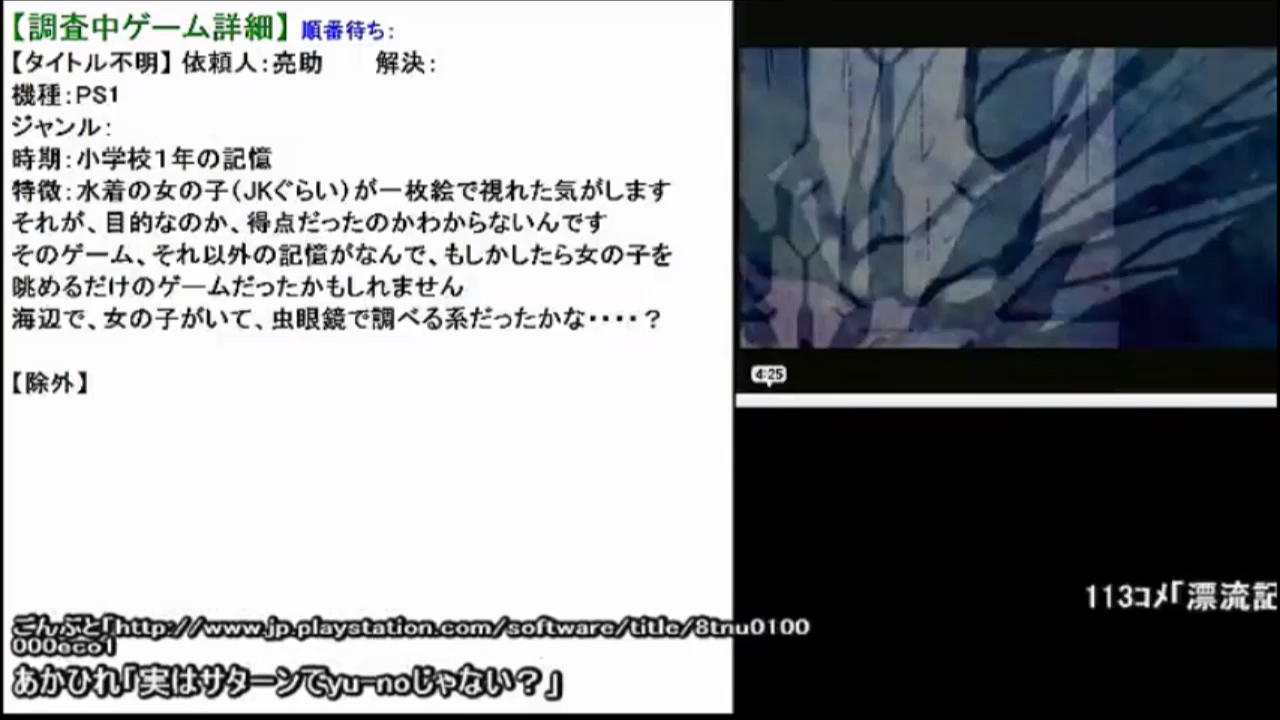 【調査中ゲーム詳細】 順番待ち:
【タイトル不明】 依頼人:亮助　　解決:
機種:PS1
ジャンル:
時期:小学校1年の記憶
特徴:水着の女の子(JKぐらい)が一枚絵で視れた気がします
それが、目的なのか、得点だったのかわからないんです
そのゲーム、それ以外の記憶がなんで、もしかしたら女の子を
眺めるだけのゲームだったかもしれません
海辺で、女の子がいて、虫眼鏡で調べる系だったかな・・・・?
【除外】
4:25
113コメ「漂流記
ごんぶと「http://www.jp.playstation.com/software/title/8tnu0100
000eco1
あかひれ「実はサターンでyu-noじゃない?」